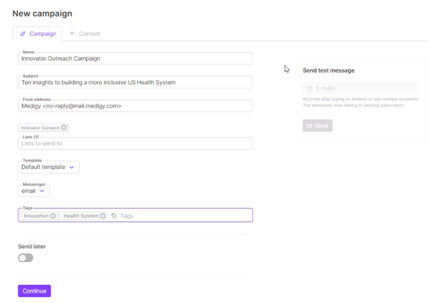 New campaign
Campaign
Content
Name
Innovator Outreach Campaign
Subject
Ten insights to building a more inclusive US Health System
From address
Medigy <no-reply@mail.medigy.com>
Innovator Outreach
Lists (1)
Lists to send to
Template
Default template
Messenger
email
Tags
Innovation
Health System
Tags
Send later
Continue
Send test message
E-mails
Hit Enter after typing an address to add multiple recipients.
The addresses must belong to existing subscribers.
Send